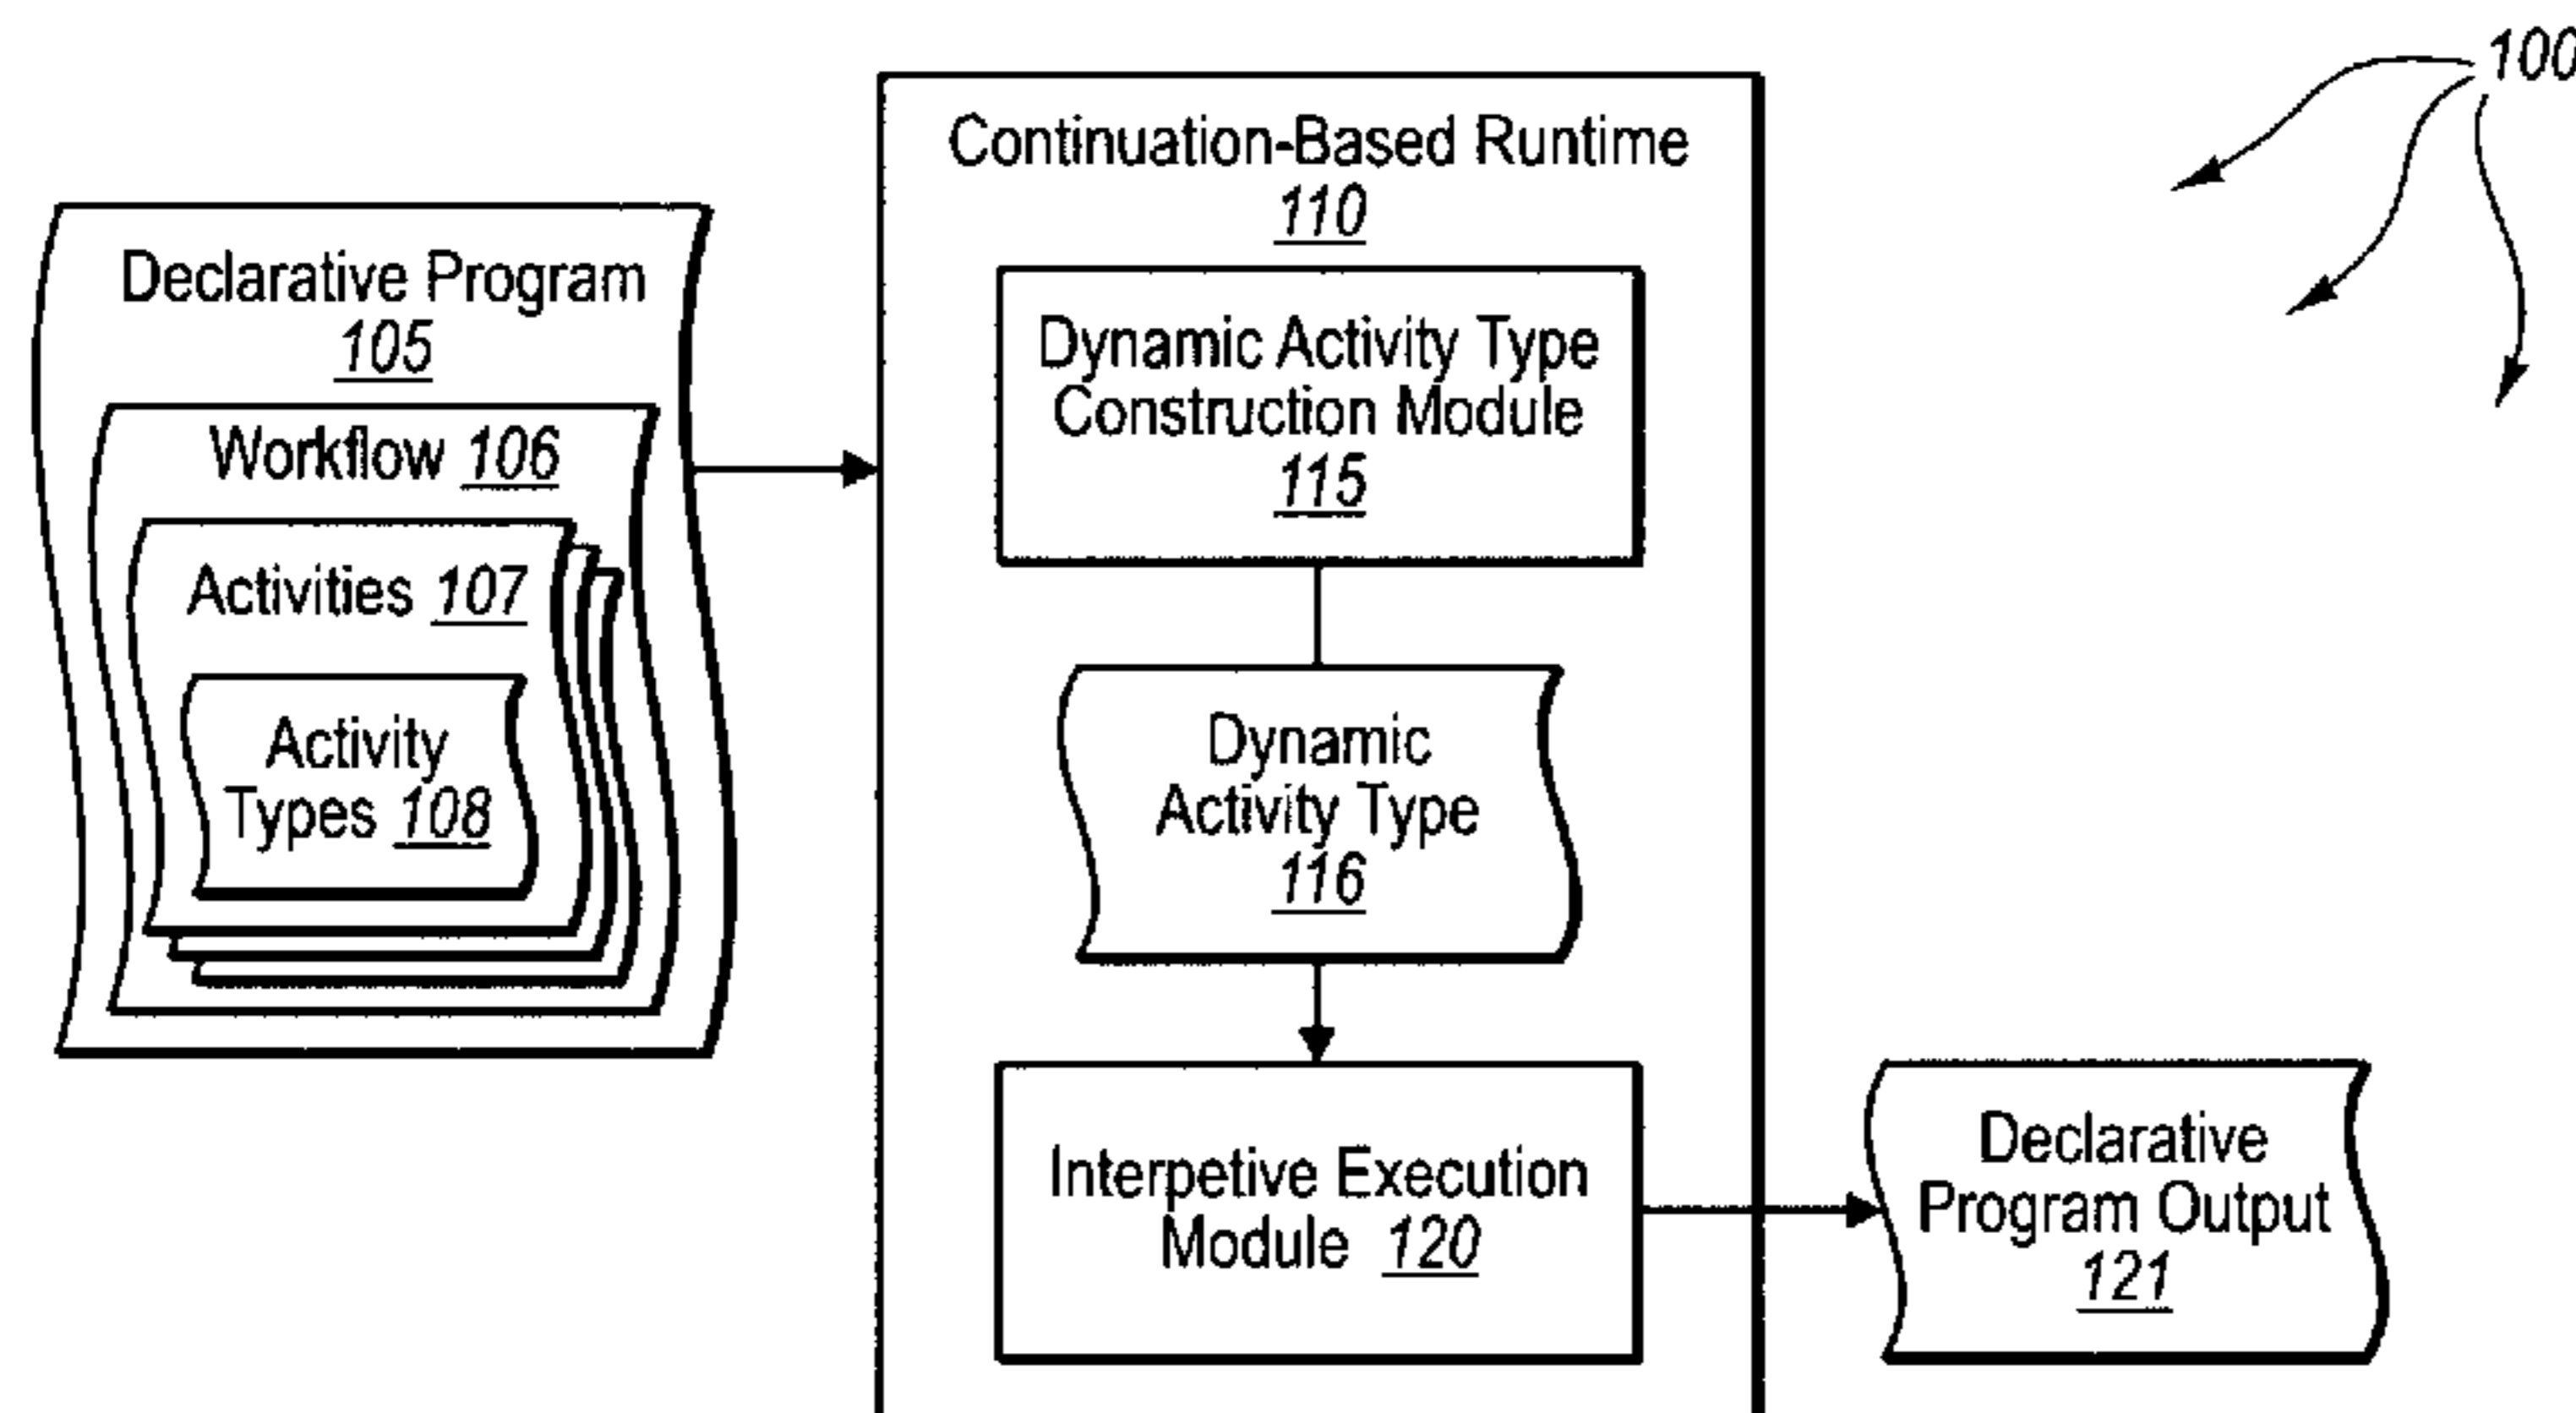 100
Continuation-Based Runtime
110
Declarative Program
105
Workflow 106
Activities 107
Activity
Types 108
Dynamic Activity Type
Construction Module
115
Dynamic
Activity Type
116
Interpetive Execution
Module 120
Declarative
Program Output
121